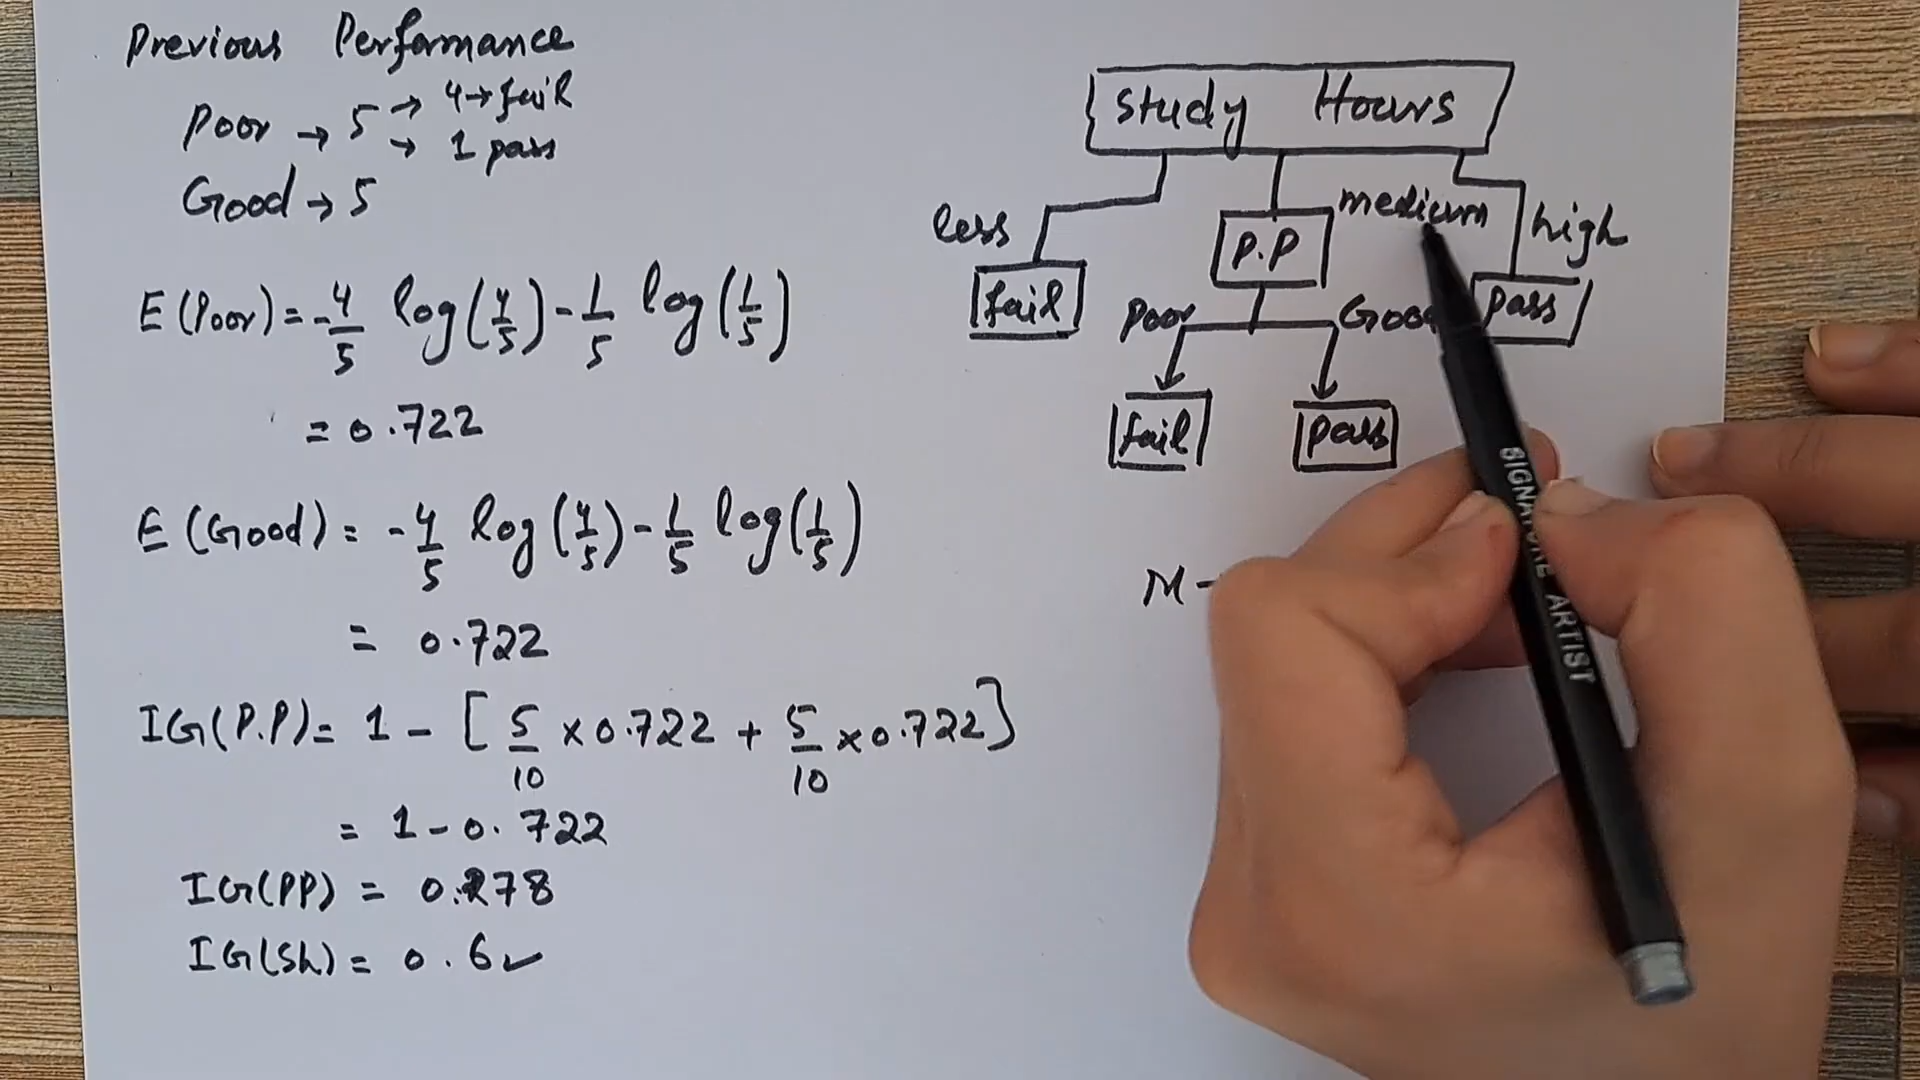 Previous Performance
Poor → 5 → 4 → fail
→ 1 pass
Good → 5
E (Poor) = -4/5 log(4/5) - 1/5 log(1/5)
= 0.722
E (Good) = -4/5 log(4/5) - 1/5 log(1/5)
= 0.722
IG(P.P) = 1 - [5/10 x 0.722 + 5/10 x 0.722]
= 1 - 0.722
IG(PP) = 0.278
IG(Sh) = 0.6 ✓
Study Hours
less
medium
high
fail
P.P
pass
Poor
Good
fail
pass
M -
SIGNATURE ARTIST